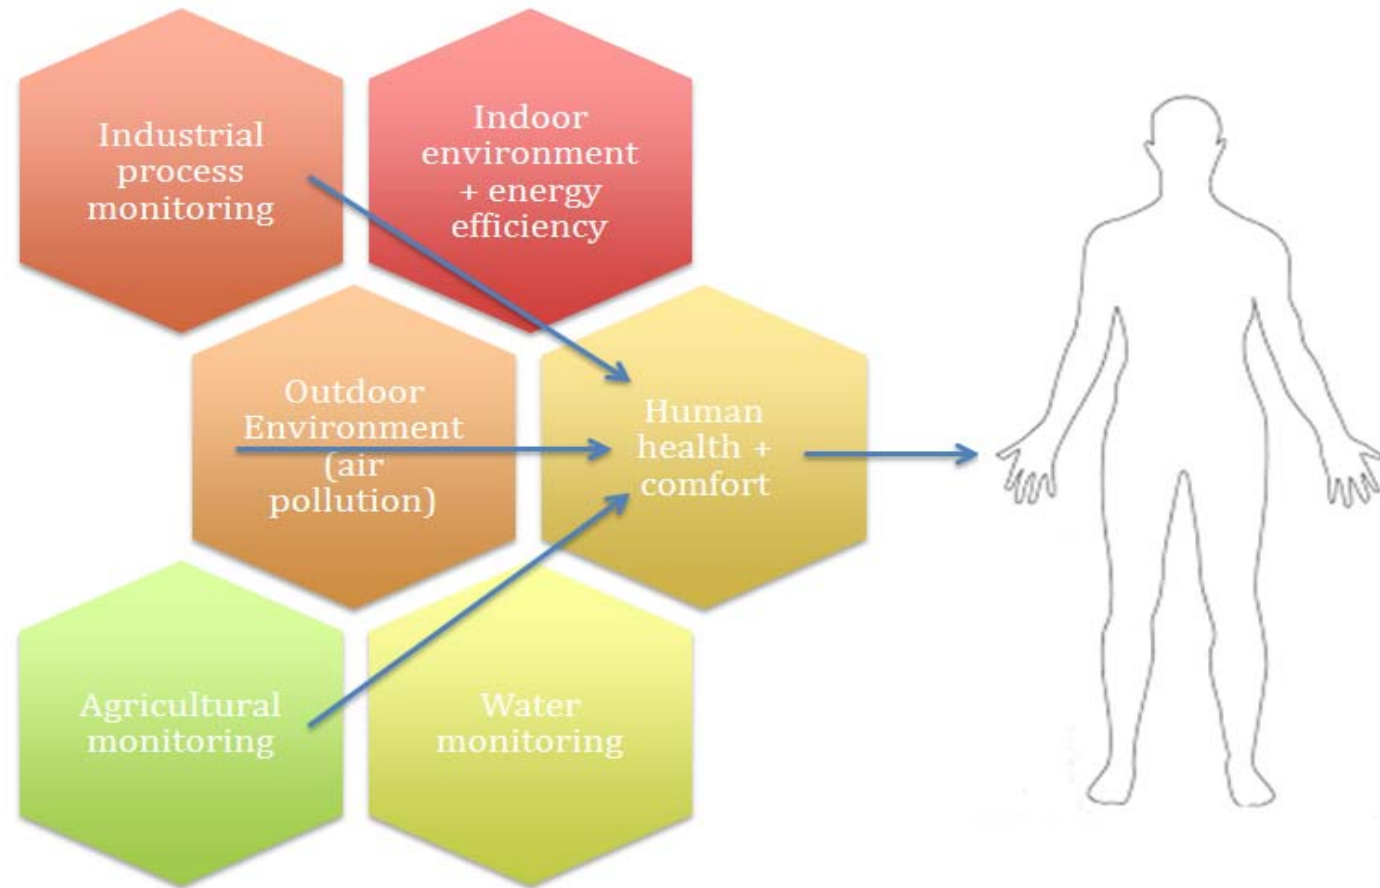 Industrial
process
monitoring
Indoor
environment
+ energy
efficiency
Outdoor
Environment
(air
pollution)
Human
health +
comfort
Agricultural
monitoring
Water
monitoring